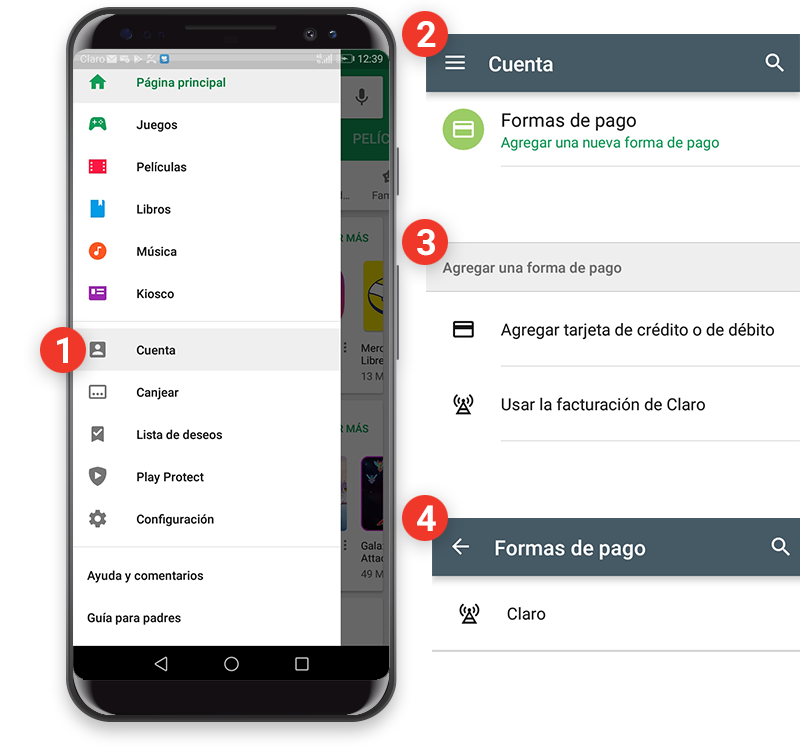 Claro 12:39
Página principal
Juegos
PELÍC
Películas
Libros
Fam
R MÁS
Música
Kiosco
1
Cuenta
Merc
Libre
13 M
Canjear
R MÁS
Lista de deseos
Play Protect
Configuración
Gala
Attac
49 M
Ayuda y comentarios
Guía para padres
2
Cuenta
Formas de pago
Agregar una nueva forma de pago
3
Agregar una forma de pago
Agregar tarjeta de crédito o de débito
Usar la facturación de Claro
4
Formas de pago
Claro